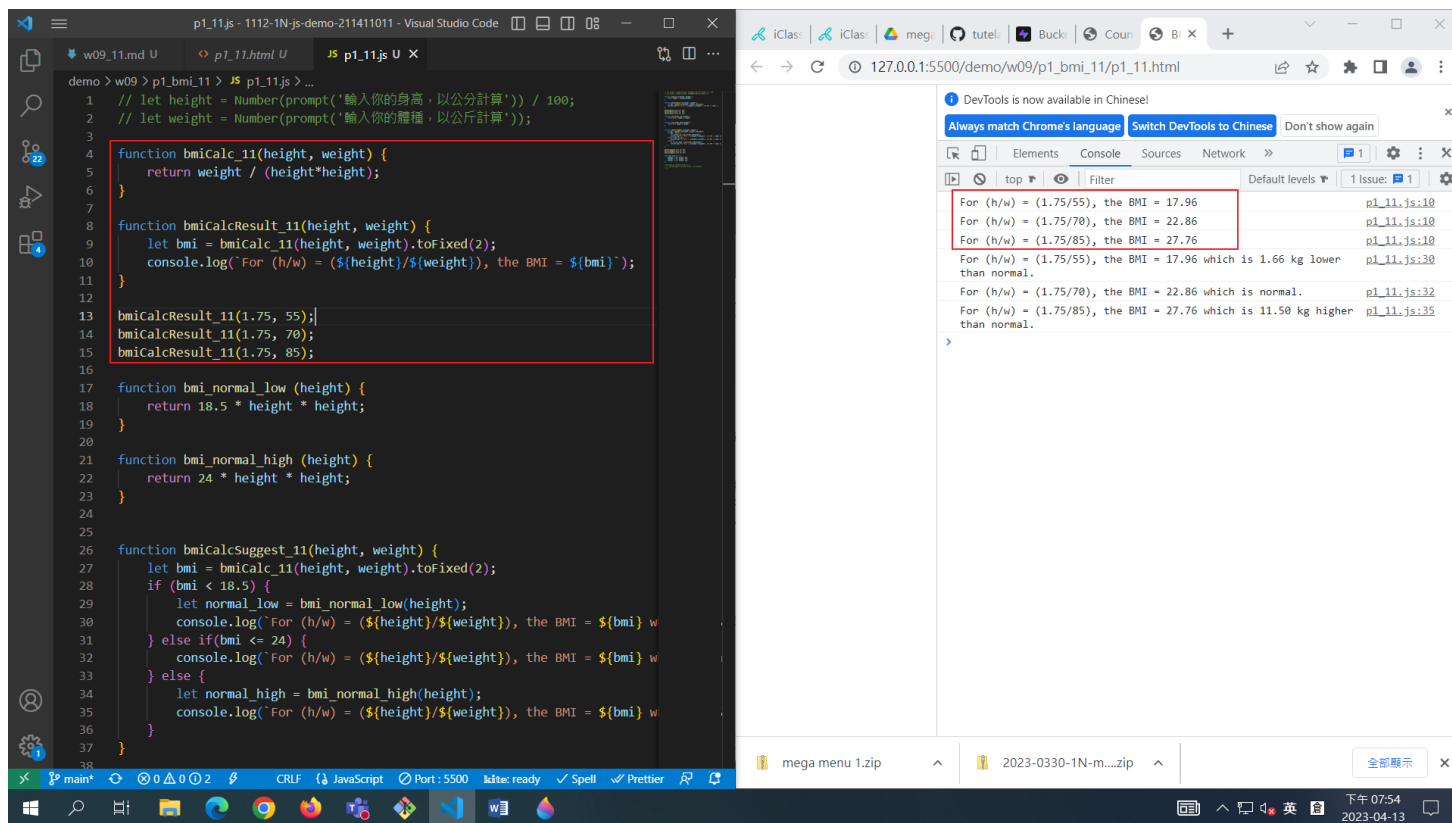 p1_11.js - 1112-1N-js-demo-211411011 - Visual Studio Code
w09_11.md U
p1_11.html U
JS p1_11.js U
demo > w09 > p1_bmi_11 > JS p1_11.js > ...
1 // let height = Number(prompt('輸入你的身高，以公分計算')) / 100;
2 // let weight = Number(prompt('輸入你的體種，以公斤計算'));
3
4 function bmiCalc_11(height, weight) {
5 return weight / (height*height);
6 }
7
8 function bmiCalcResult_11(height, weight) {
9 let bmi = bmiCalc_11(height, weight).toFixed(2);
10 console.log(`For (h/w) = (${height}/${weight}), the BMI = ${bmi}`);
11 }
12
13 bmiCalcResult_11(1.75, 55);
14 bmiCalcResult_11(1.75, 70);
15 bmiCalcResult_11(1.75, 85);
16
17 function bmi_normal_low (height) {
18 return 18.5 * height * height;
19 }
20
21 function bmi_normal_high (height) {
22 return 24 * height * height;
23 }
24
25
26 function bmiCalcSuggest_11(height, weight) {
27 let bmi = bmiCalc_11(height, weight).toFixed(2);
28 if (bmi < 18.5) {
29 let normal_low = bmi_normal_low(height);
30 console.log(`For (h/w) = (${height}/${weight}), the BMI = ${bmi} w
31 } else if(bmi <= 24) {
32 console.log(`For (h/w) = (${height}/${weight}), the BMI = ${bmi} w
33 } else {
34 let normal_high = bmi_normal_high(height);
35 console.log(`For (h/w) = (${height}/${weight}), the BMI = ${bmi} w
36 }
37 }
38
22
4
1
main* 0 0 2 CRLF JavaScript Port : 5500 kite: ready Spell Prettier
iClas iClas mega tutela Buck Coun B
127.0.0.1:5500/demo/w09/p1_bmi_11/p1_11.html
DevTools is now available in Chinese!
Always match Chrome's language Switch DevTools to Chinese Don't show again
Elements Console Sources Network » 1
top Filter Default levels 1 Issue: 1
For (h/w) = (1.75/55), the BMI = 17.96 p1_11.js:10
For (h/w) = (1.75/70), the BMI = 22.86 p1_11.js:10
For (h/w) = (1.75/85), the BMI = 27.76 p1_11.js:10
For (h/w) = (1.75/55), the BMI = 17.96 which is 1.66 kg lower p1_11.js:30
than normal.
For (h/w) = (1.75/70), the BMI = 22.86 which is normal. p1_11.js:32
For (h/w) = (1.75/85), the BMI = 27.76 which is 11.50 kg higher p1_11.js:35
than normal.
mega menu 1.zip
2023-0330-1N-m....zip
全部顯示
英
下午 07:54
2023-04-13